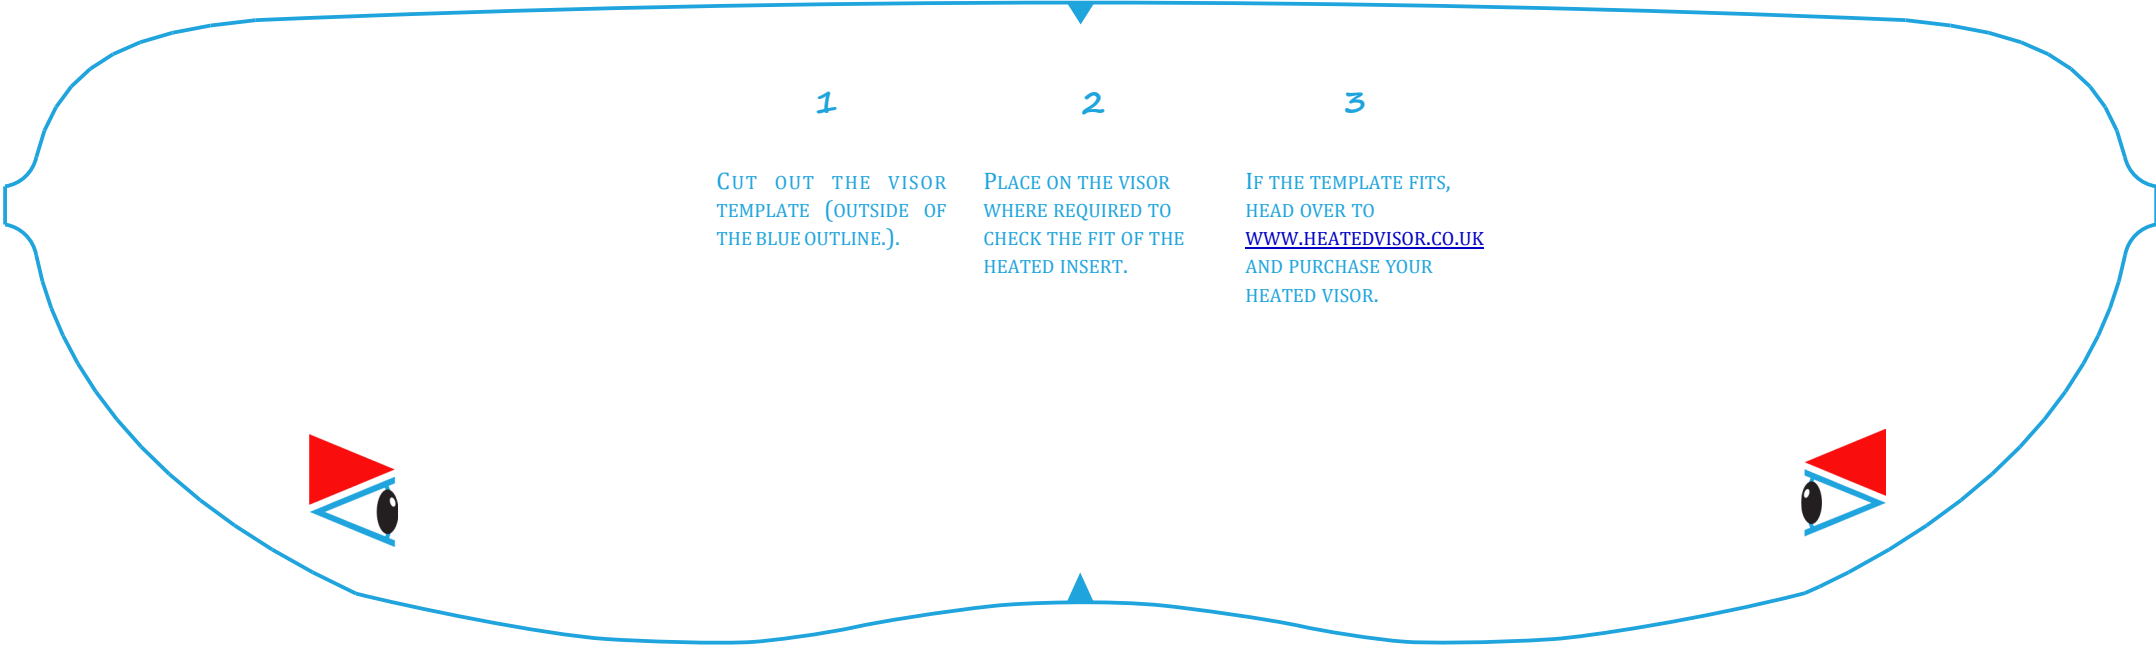 1
CUT OUT THE VISOR
TEMPLATE (OUTSIDE OF
THE BLUE OUTLINE.).
2
PLACE ON THE VISOR
WHERE REQUIRED TO
CHECK THE FIT OF THE
HEATED INSERT.
3
IF THE TEMPLATE FITS,
HEAD OVER TO
WWW.HEATEDVISOR.CO.UK
AND PURCHASE YOUR
HEATED VISOR.